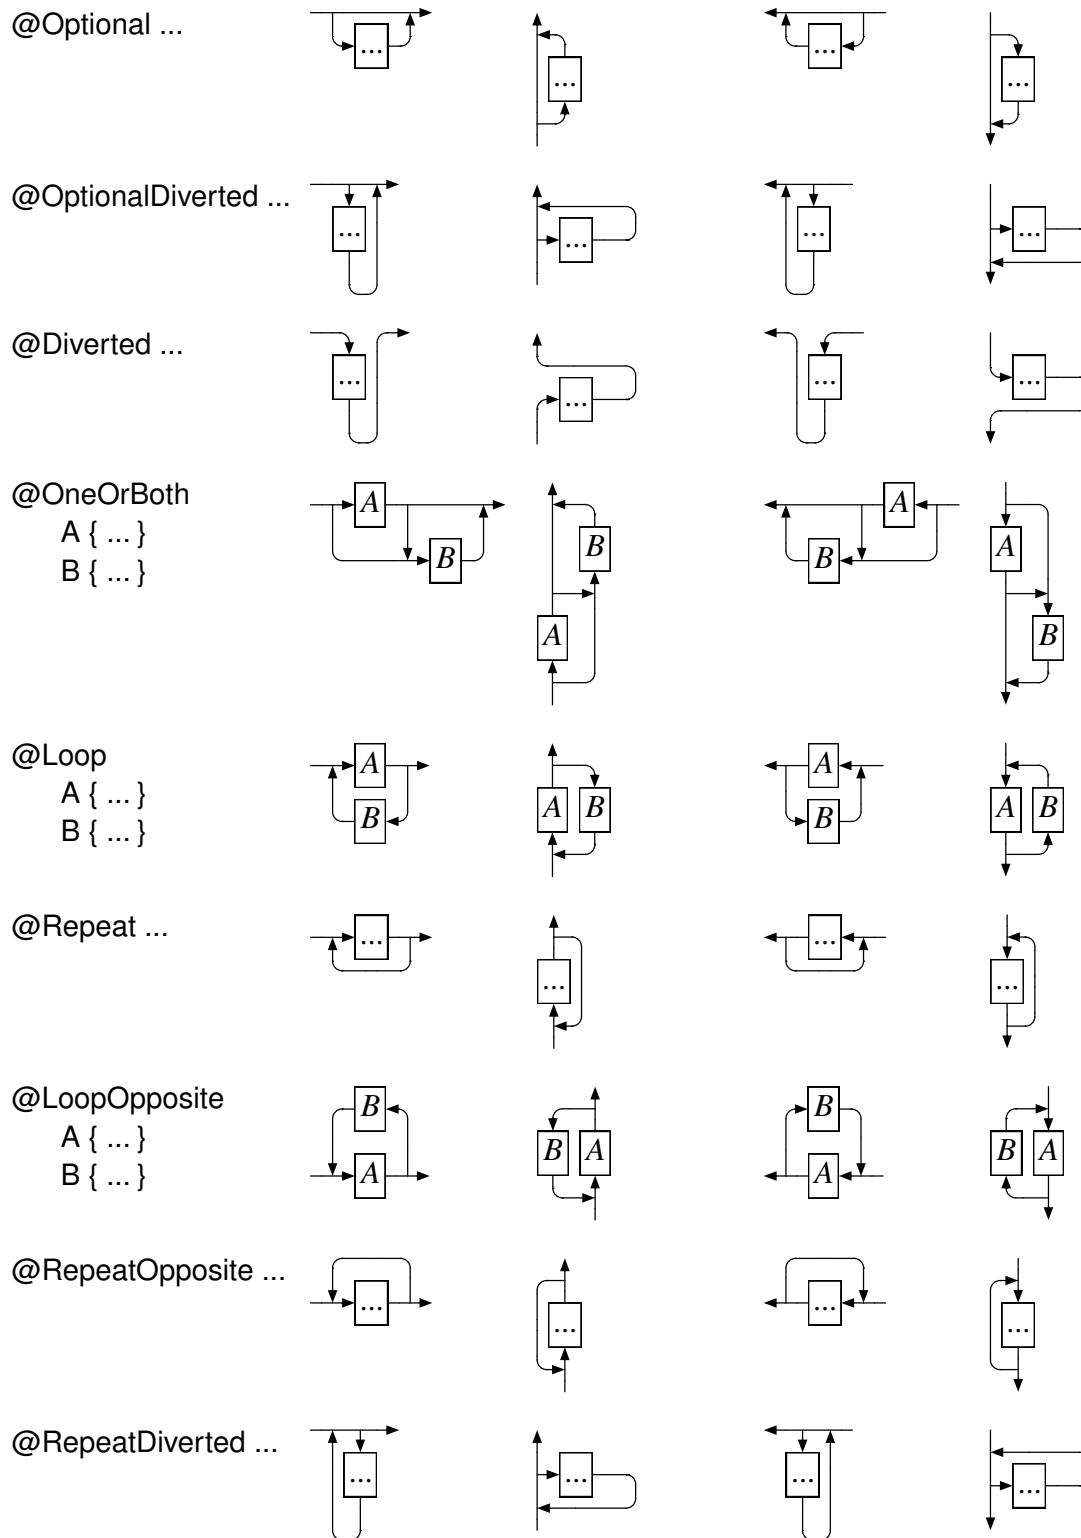 @Optional ...
... ... ... ...
@OptionalDiverted ...
... ... ... ...
@Diverted ...
... ... ... ...
@OneOrBoth
A { ... }
B { ... }
A A A
B B B
A B
@Loop
A { ... }
B { ... }
A A
A B A B
B B
@Repeat ...
... ... ... ...
@LoopOpposite
A { ... }
B { ... }
B B
B A B A
A A
@RepeatOpposite ...
... ... ... ...
@RepeatDiverted ...
... ... ... ...